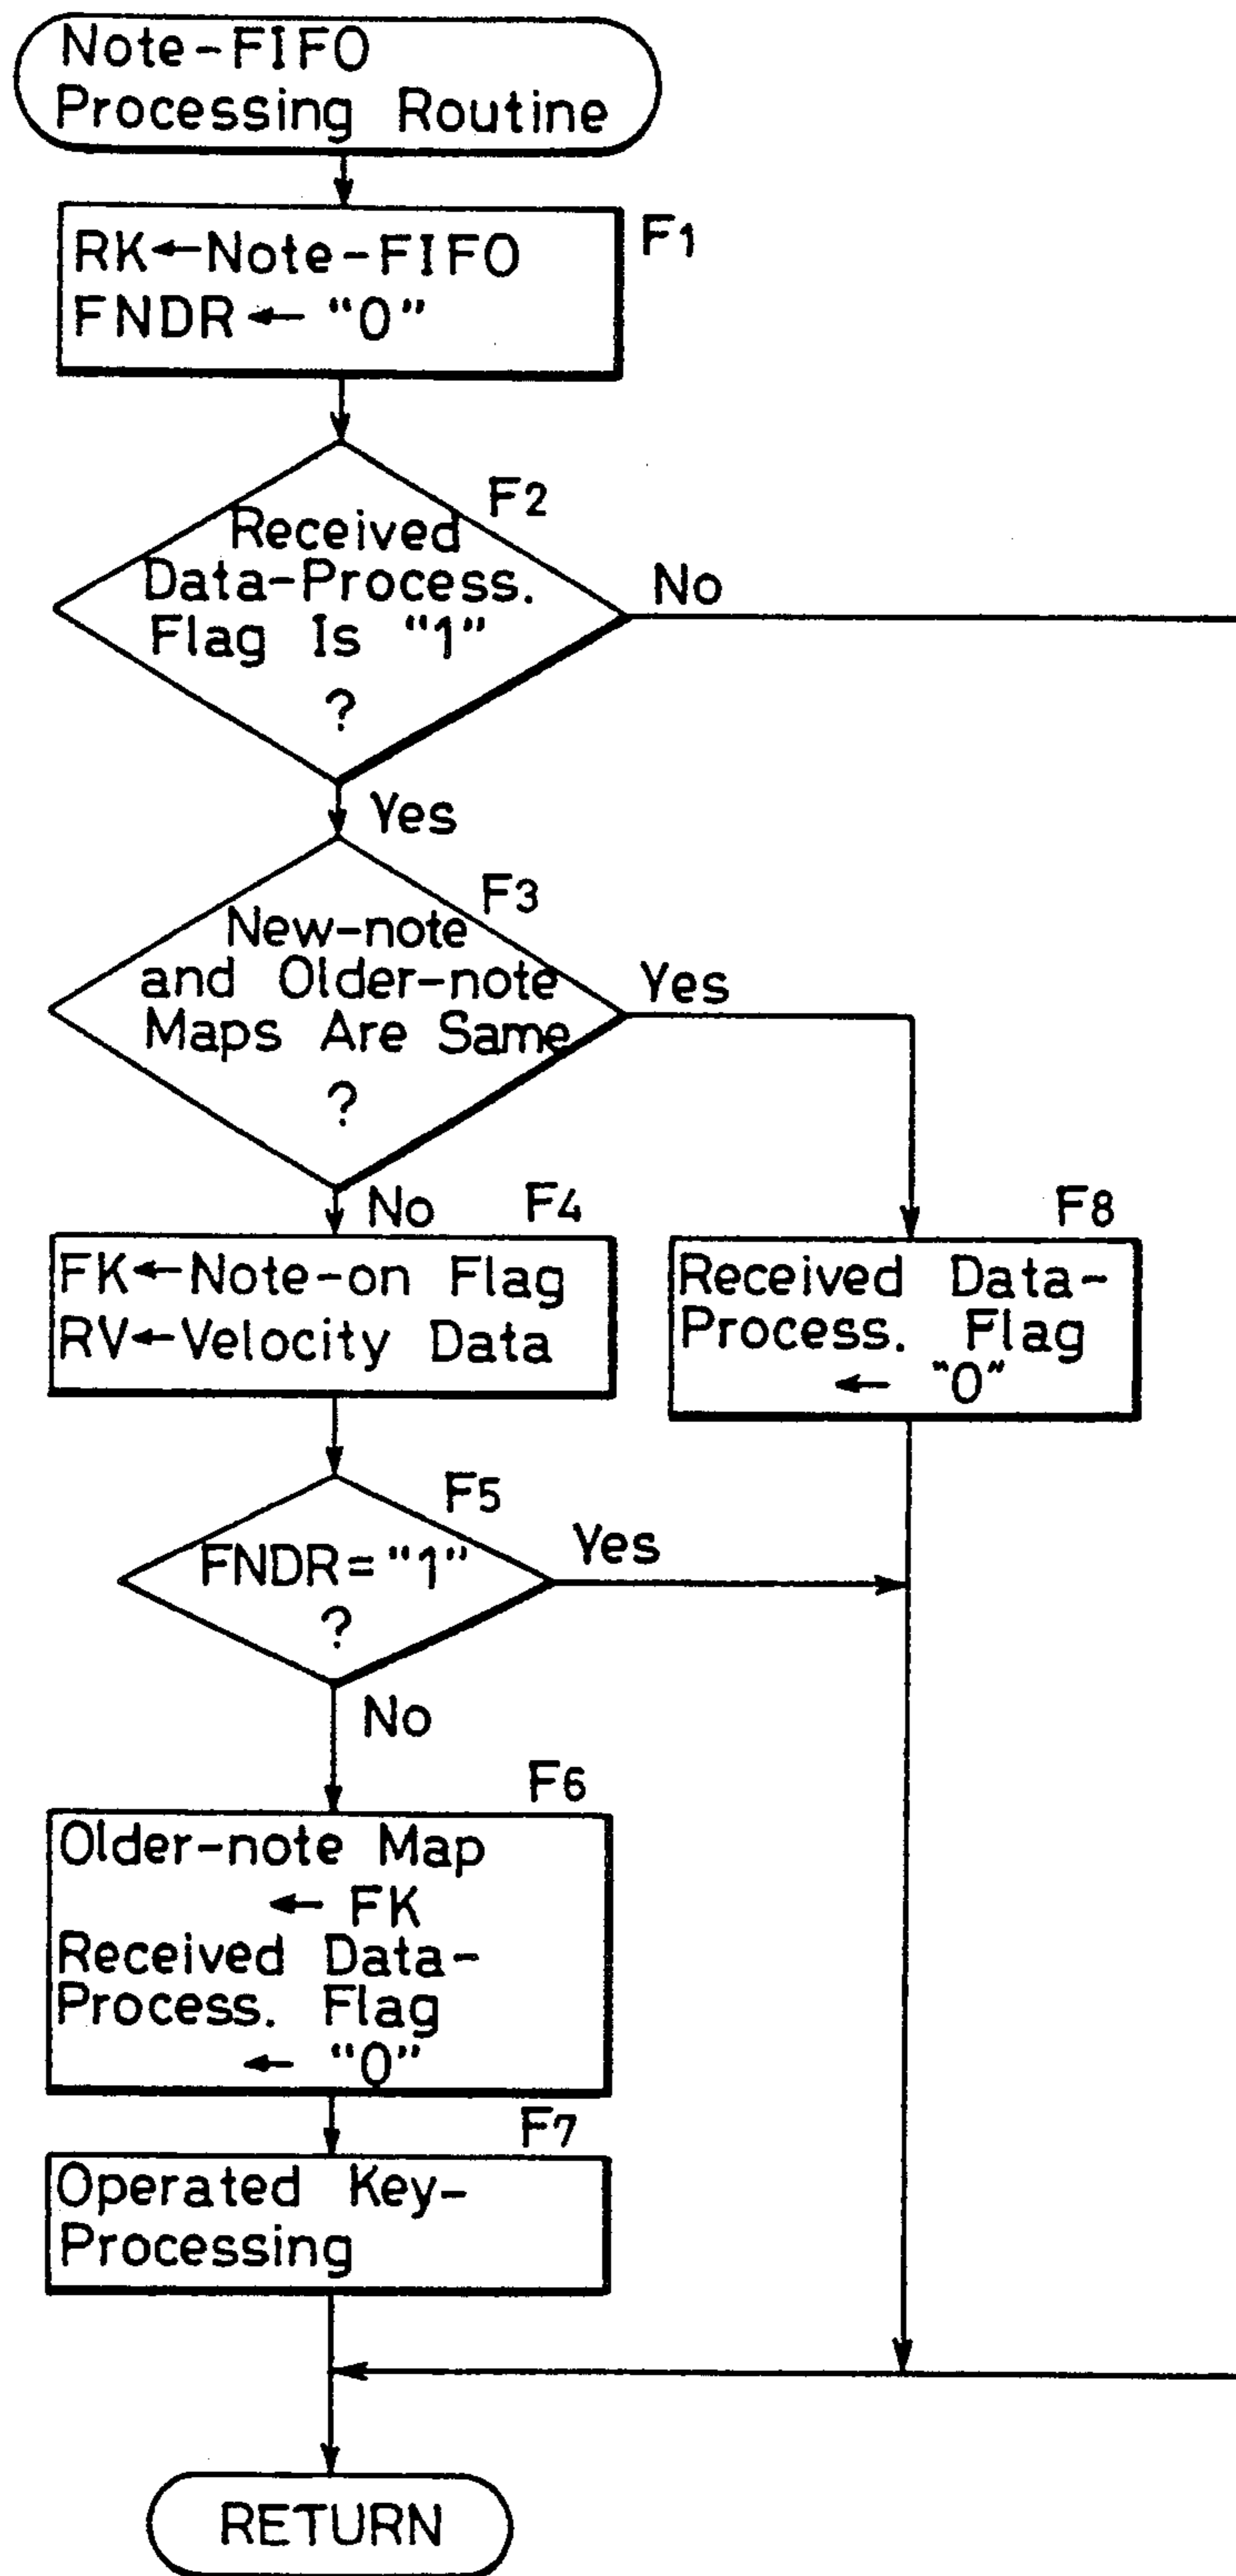 Note-FIFO
Processing Routine
F1
RK←Note-FIFO
FNDR← "0"
F2
Received
Data-Process.
Flag Is "1"
?
No
Yes
F3
New-note
and Older-note
Maps Are Same
?
Yes
No
F4
FK←Note-on Flag
RV←Velocity Data
F8
Received Data-
Process. Flag
← "0"
F5
FNDR="1"
?
Yes
No
F6
Older-note Map
← FK
Received Data-
Process. Flag
← "0"
F7
Operated Key-
Processing
RETURN